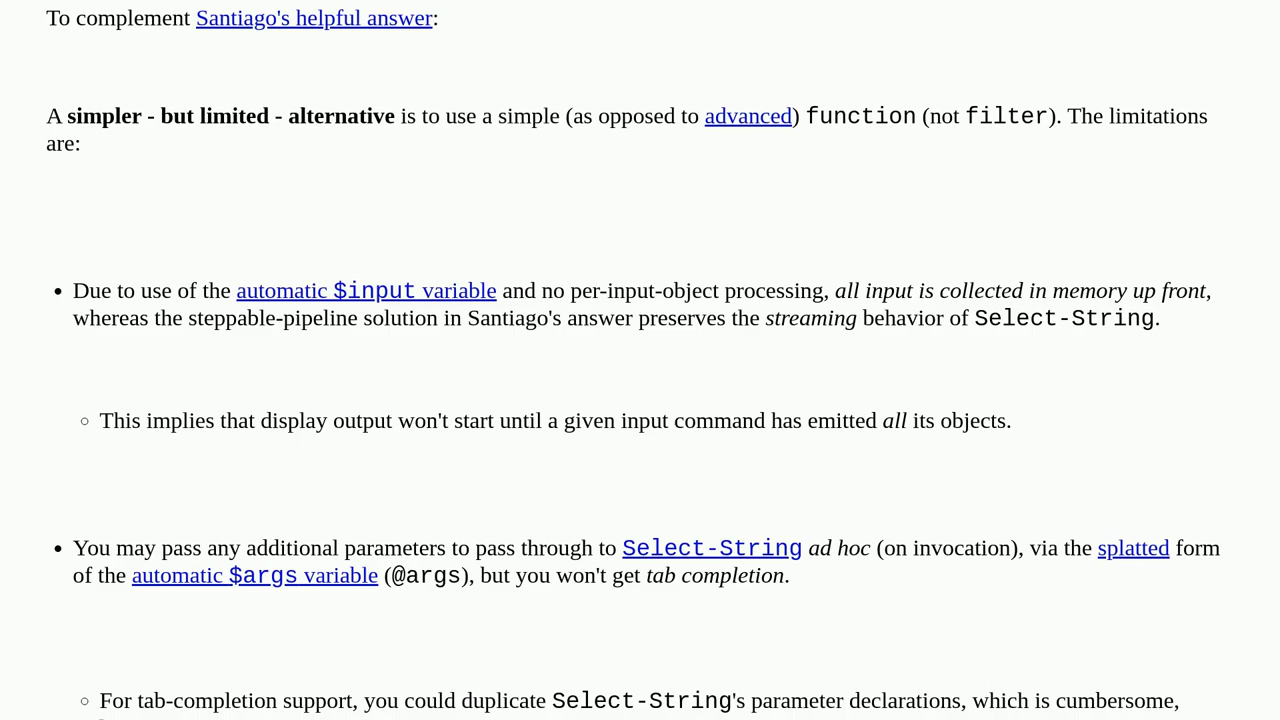 To complement Santiago's helpful answer:
A simpler - but limited - alternative is to use a simple (as opposed to advanced) function (not filter). The limitations
are:
• Due to use of the automatic $input variable and no per-input-object processing, all input is collected in memory up front,
whereas the steppable-pipeline solution in Santiago's answer preserves the streaming behavior of Select-String.
◦ This implies that display output won't start until a given input command has emitted all its objects.
• You may pass any additional parameters to pass through to Select-String ad hoc (on invocation), via the splatted form
of the automatic $args variable (@args), but you won't get tab completion.
◦ For tab-completion support, you could duplicate Select-String's parameter declarations, which is cumbersome,